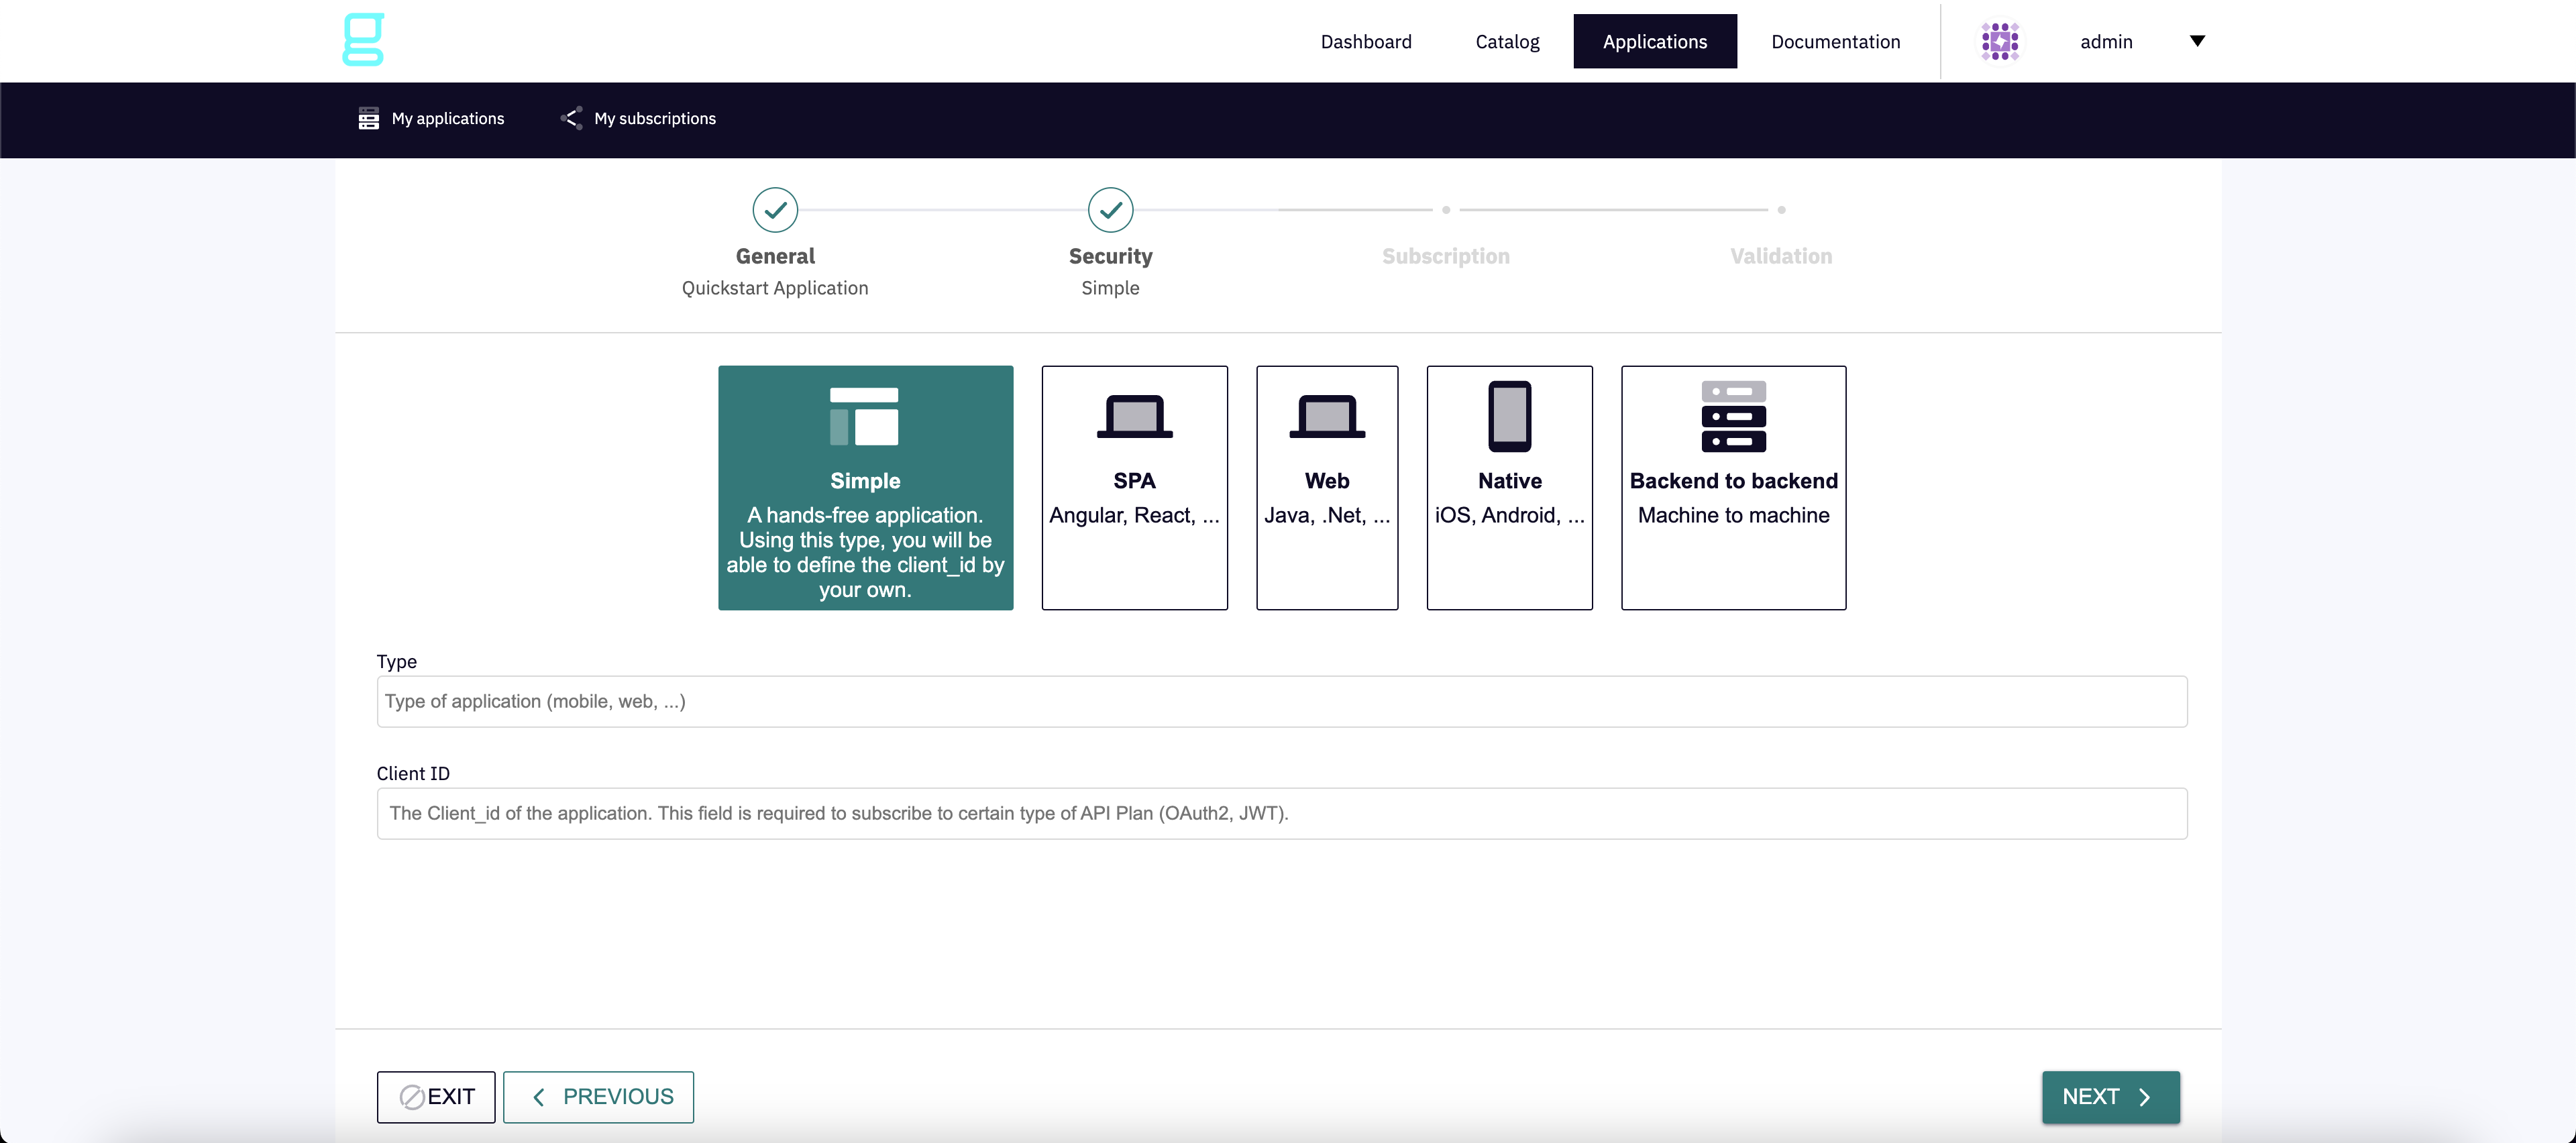 g
Dashboard
Catalog
Applications
Documentation
admin
My applications
My subscriptions
General
Security
Subscription
Validation
Quickstart Application
Simple
Simple
A hands-free application.
Using this type, you will be
able to define the client_id by
your own.
SPA
Angular, React, ...
Web
Java, .Net, ...
Native
iOS, Android, ...
Backend to backend
Machine to machine
Type
Type of application (mobile, web, ...)
Client ID
The Client_id of the application. This field is required to subscribe to certain type of API Plan (OAuth2, JWT).
EXIT
PREVIOUS
NEXT